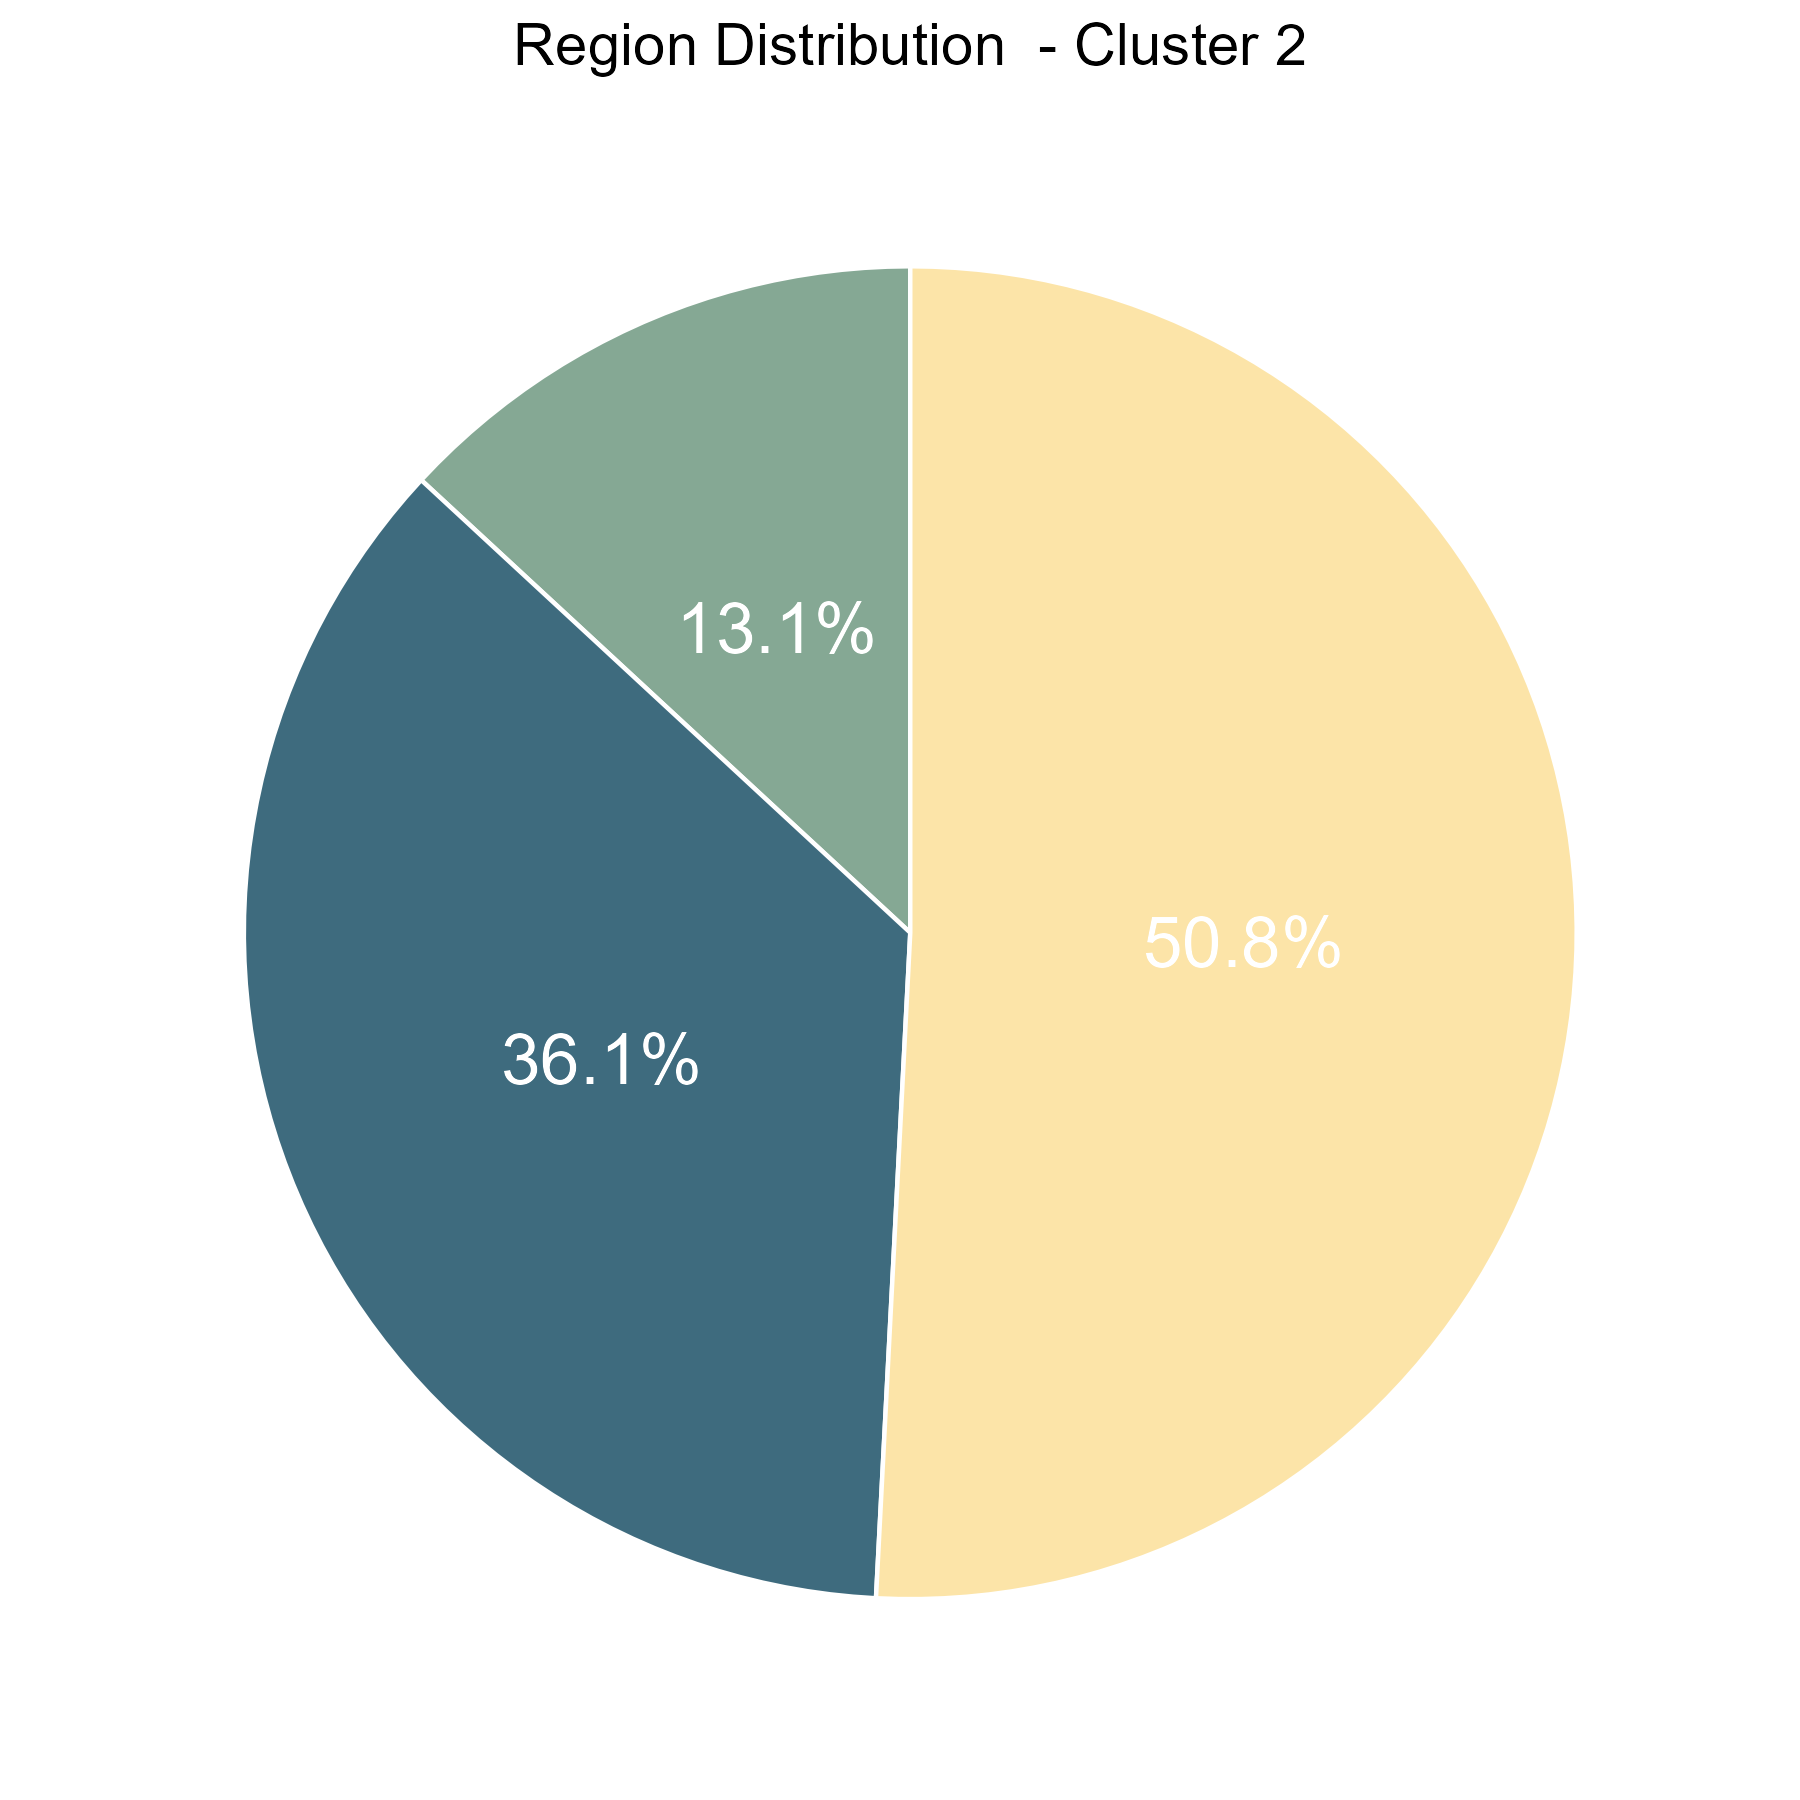 Region Distribution  - Cluster 2
13.1%
50.8%
36.1%